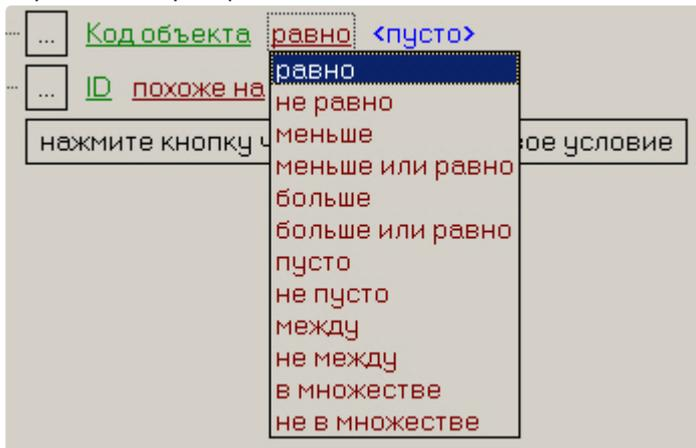 ... Код объекта равно <пусто>
... ID похоже на
нажмите кнопку ое условие
равно
не равно
меньше
меньше или равно
больше
больше или равно
пусто
не пусто
между
не между
в множестве
не в множестве